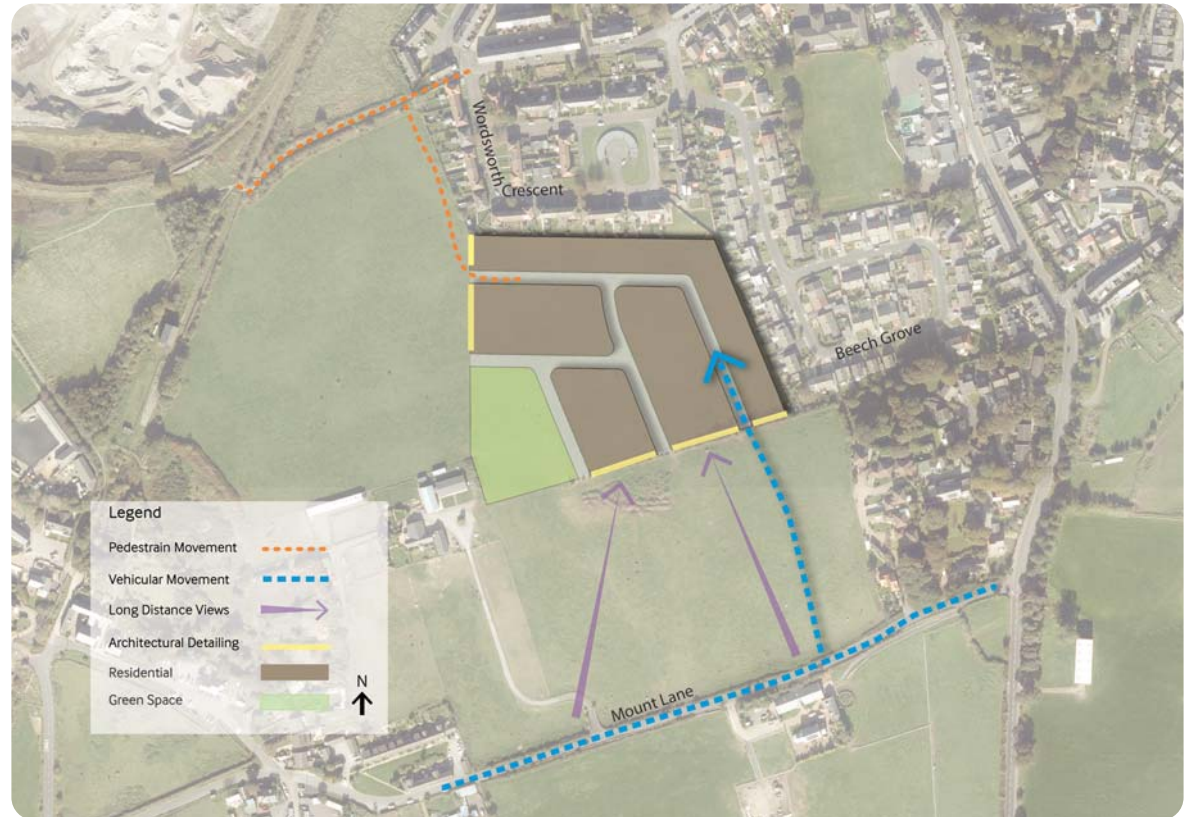 Wordsworth
Crescent
Beech Grove
Legend
Pedestrain Movement
Vehicular Movement
Long Distance Views
Architectural Detailing
Residential
Green Space
N
Mount Lane